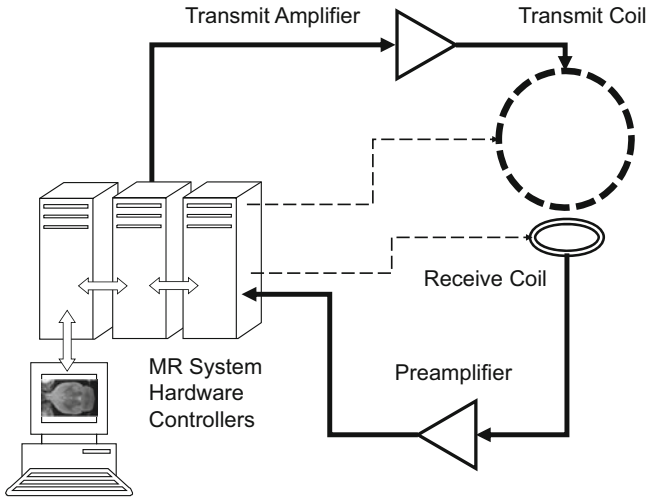 Transmit Amplifier
Transmit Coil
Receive Coil
MR System
Hardware
Controllers
Preamplifier